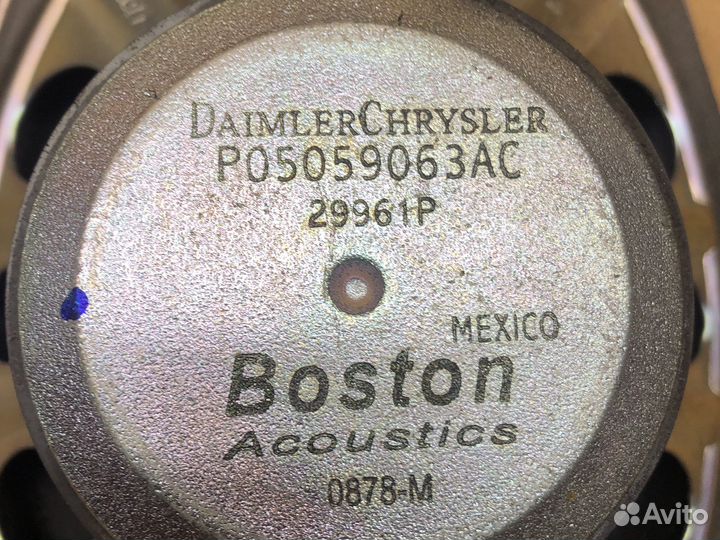 DAIMLERCHRYSLER
P05059063AC
29961P
MEXICO
Boston
Acoustics
0878-M
Avito